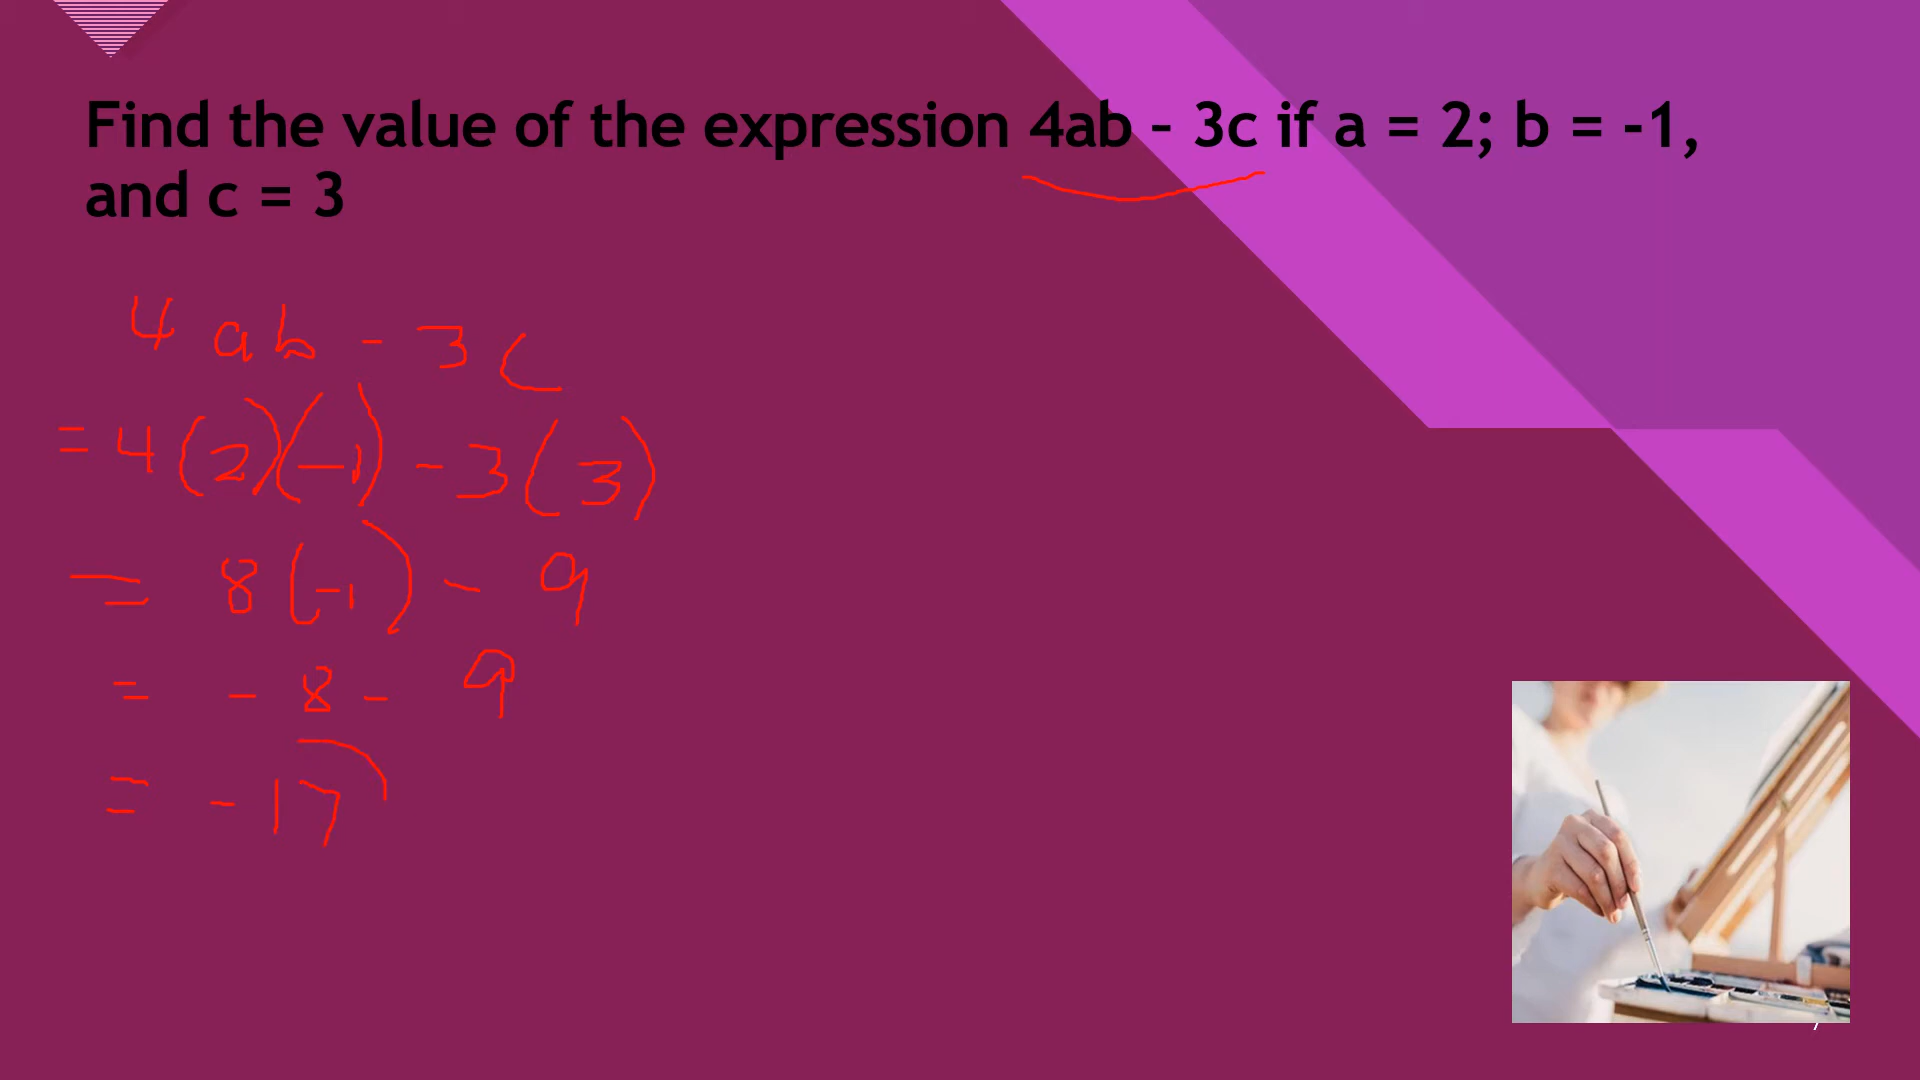 Find the value of the expression 4ab – 3c if a = 2; b = -1,
and c = 3
4ab - 3c
= 4(2)(-1) - 3(3)
= 8(-1) - 9
= -8 - 9
= -17